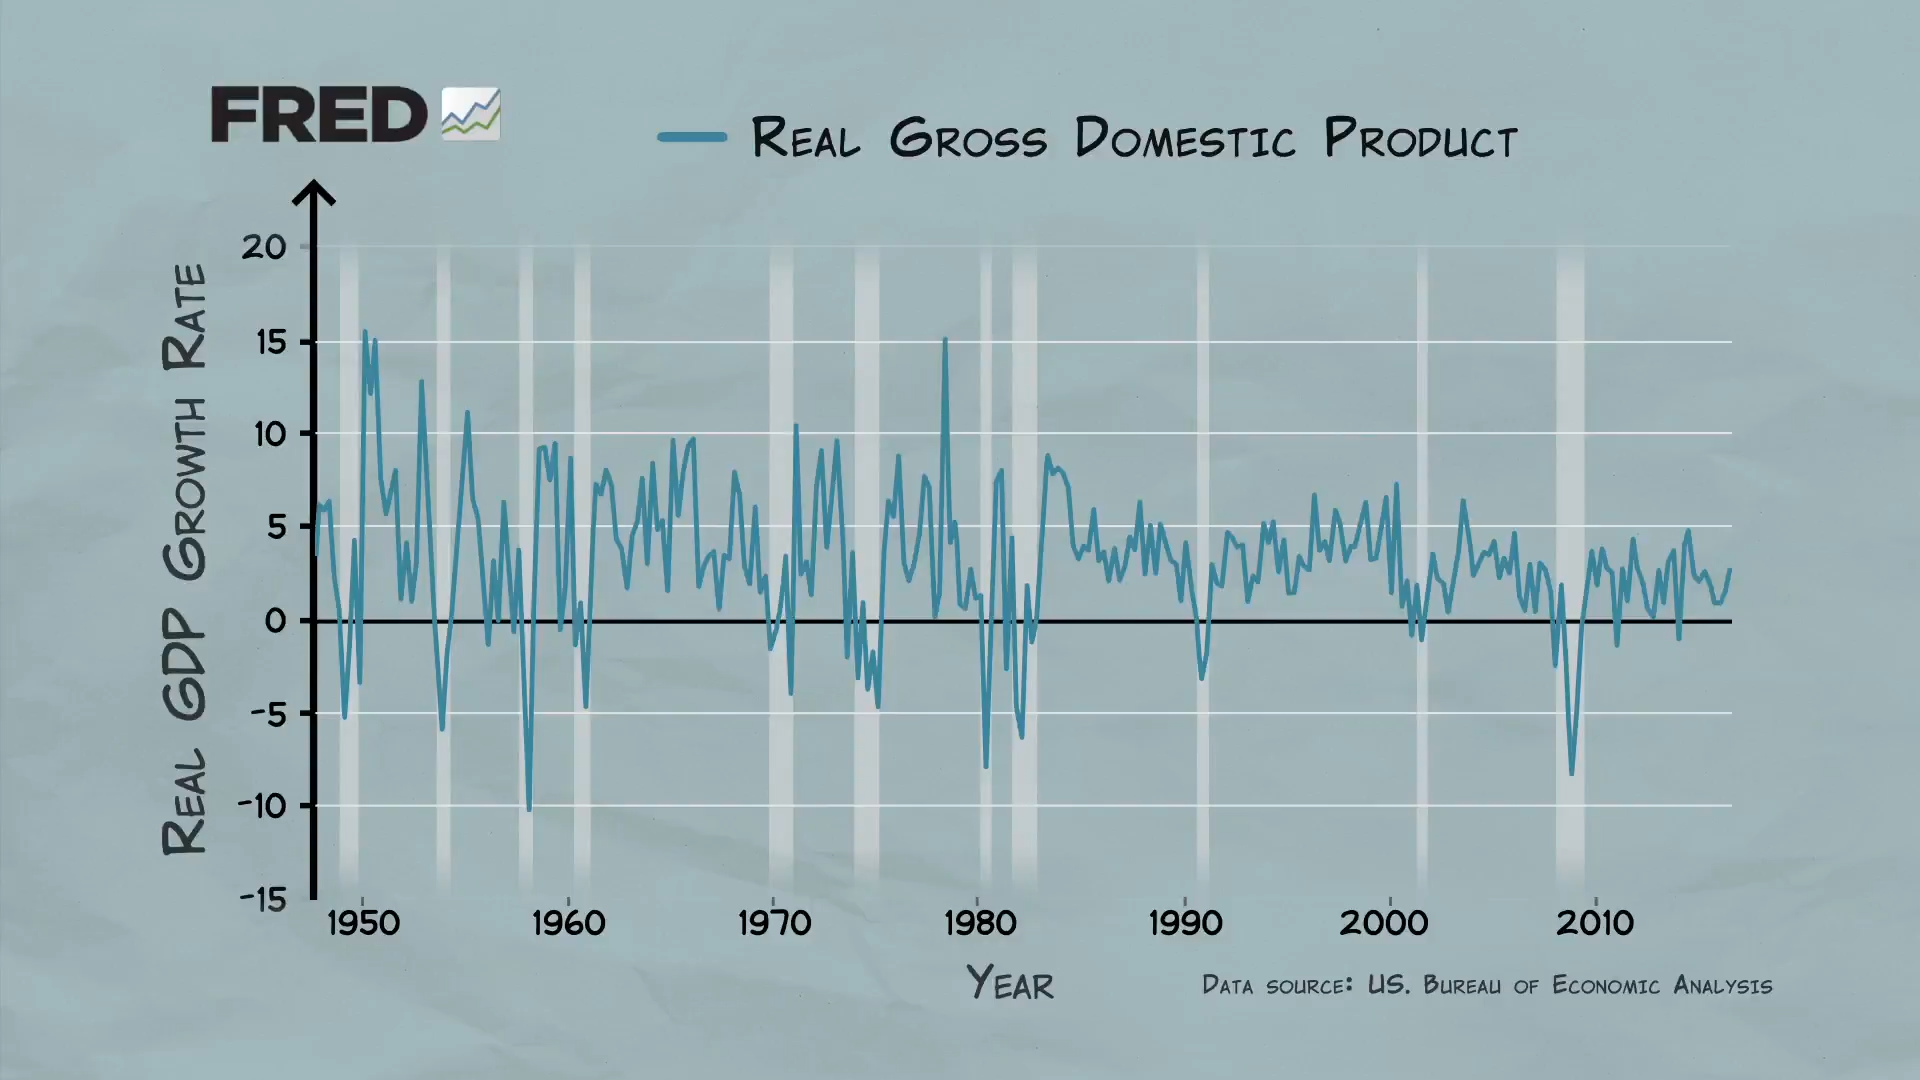 FRED
Real Gross Domestic Product
Real GDP Growth Rate
20
15
10
5
0
-5
-10
-15
1950 1960 1970 1980 1990 2000 2010
Year
Data source: US. Bureau of Economic Analysis